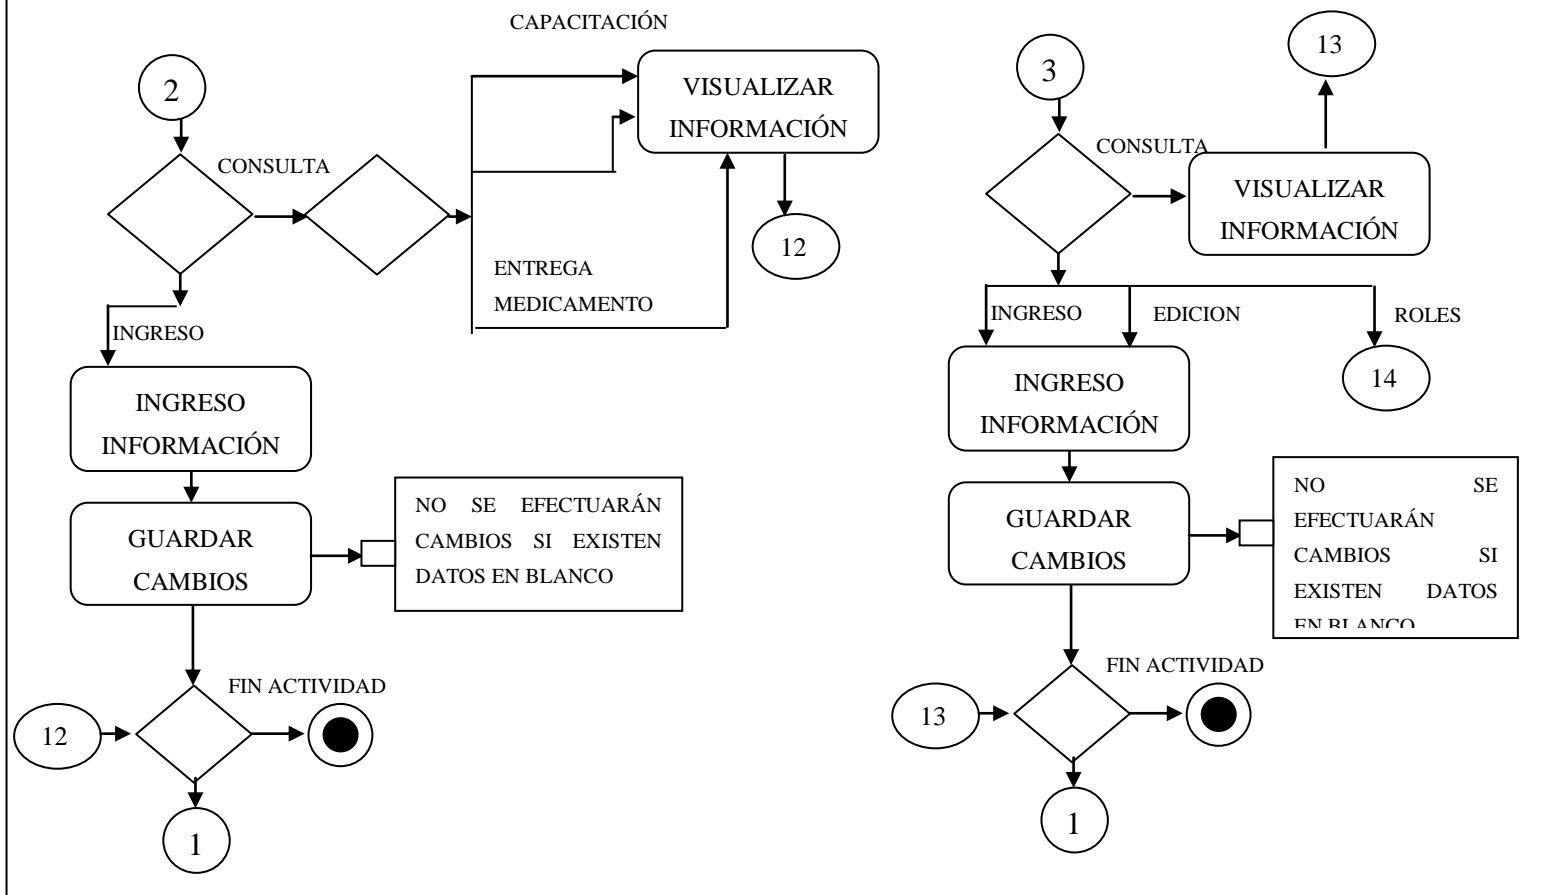 CAPACITACIÓN
2
VISUALIZAR
INFORMACIÓN
CONSULTA
12
ENTREGA
MEDICAMENTO
INGRESO
INGRESO
INFORMACIÓN
GUARDAR
CAMBIOS
NO SE EFECTUARÁN
CAMBIOS SI EXISTEN
DATOS EN BLANCO
FIN ACTIVIDAD
12
1
13
3
CONSULTA
VISUALIZAR
INFORMACIÓN
INGRESO
EDICION
ROLES
14
INGRESO
INFORMACIÓN
GUARDAR
CAMBIOS
NO SE
EFECTUARÁN
CAMBIOS SI
EXISTEN DATOS
EN BLANCO
FIN ACTIVIDAD
13
1